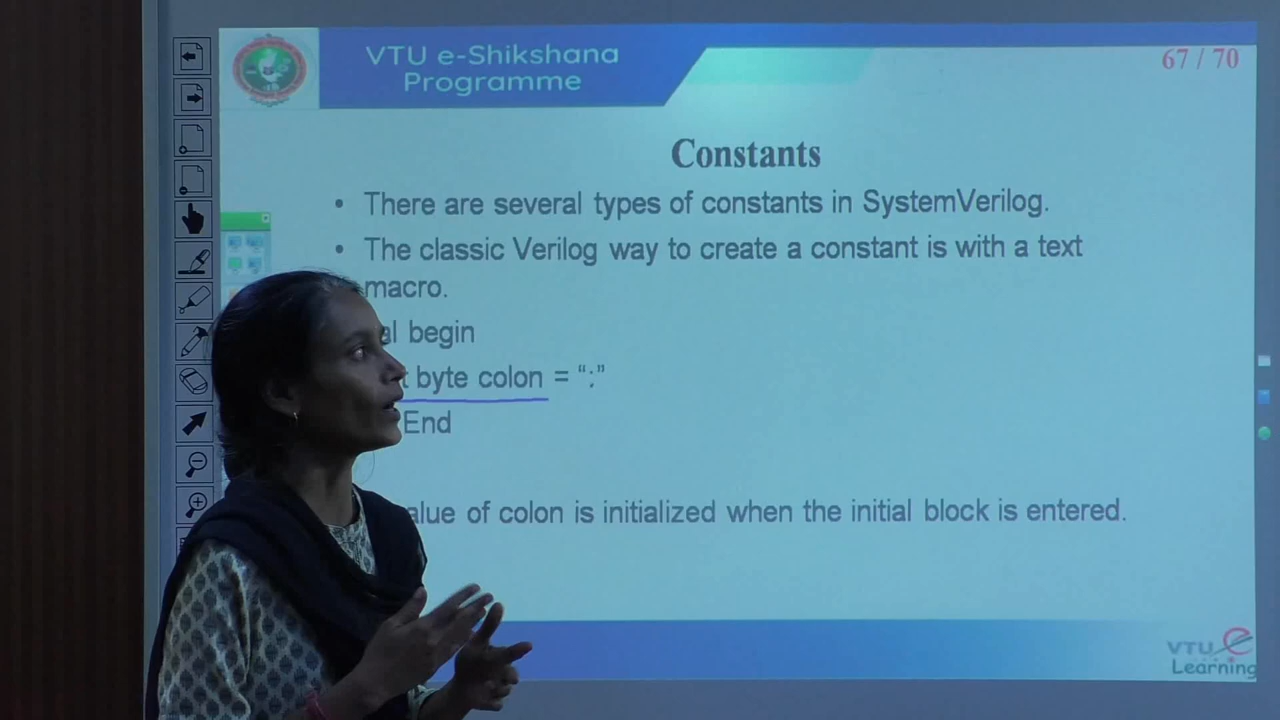 VTU e-Shikshana
Programme
67 / 70
Constants
• There are several types of constants in SystemVerilog.
• The classic Verilog way to create a constant is with a text
macro.
al begin
t byte colon = “:”
End
alue of colon is initialized when the initial block is entered.
VTU e
Learning